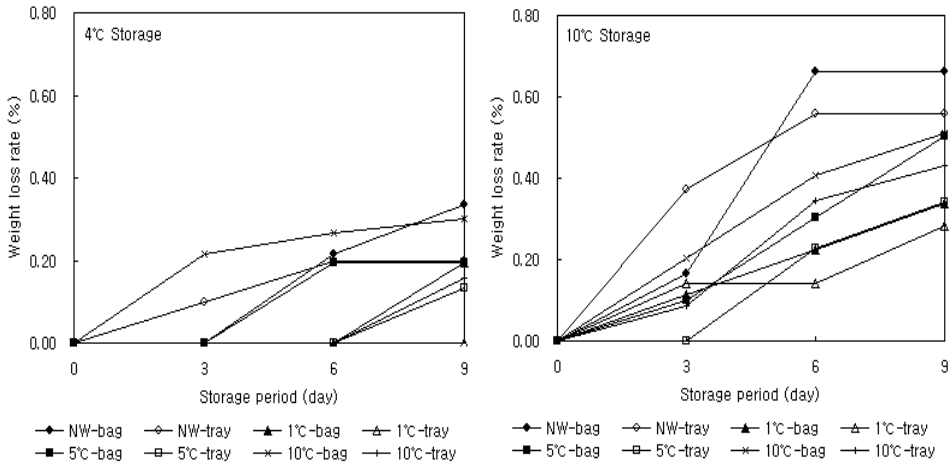 4℃ Storage
Weight loss rate (%)
0.80
0.60
0.40
0.20
0.00
0 3 6 9
Storage period (day)
NW-bag NW-tray 1℃-bag 1℃-tray
5℃-bag 5℃-tray 10℃-bag 10℃-tray
10℃ Storage
Weight loss rate (%)
0.80
0.60
0.40
0.20
0.00
0 3 6 9
Storage period (day)
NW-bag NW-tray 1℃-bag 1℃-tray
5℃-bag 5℃-tray 10℃-bag 10℃-tray